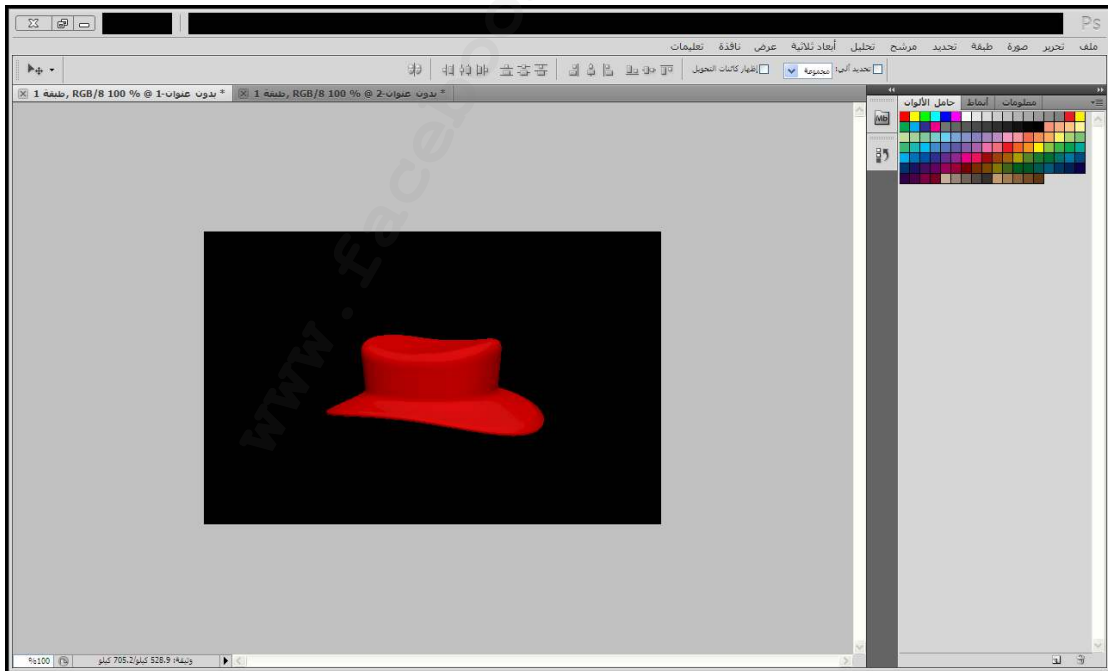 Ps
ملف تحرير صورة طبقة تحديد مرشح تحليل أبعاد ثلاثية عرض نافذة تعليمات
تحديد آلي: مجموعة إظهار كائنات التحويل
* بدون عنوان-1 @ 100 % RGB/8 ,طبقة 1
* بدون عنوان-2 @ 100 % RGB/8 ,طبقة 1
معلومات أنماط حامل الألوان
Mb
www.faceboo
%100
وثيقة: 528.9 كيلو/705.2 كيلو